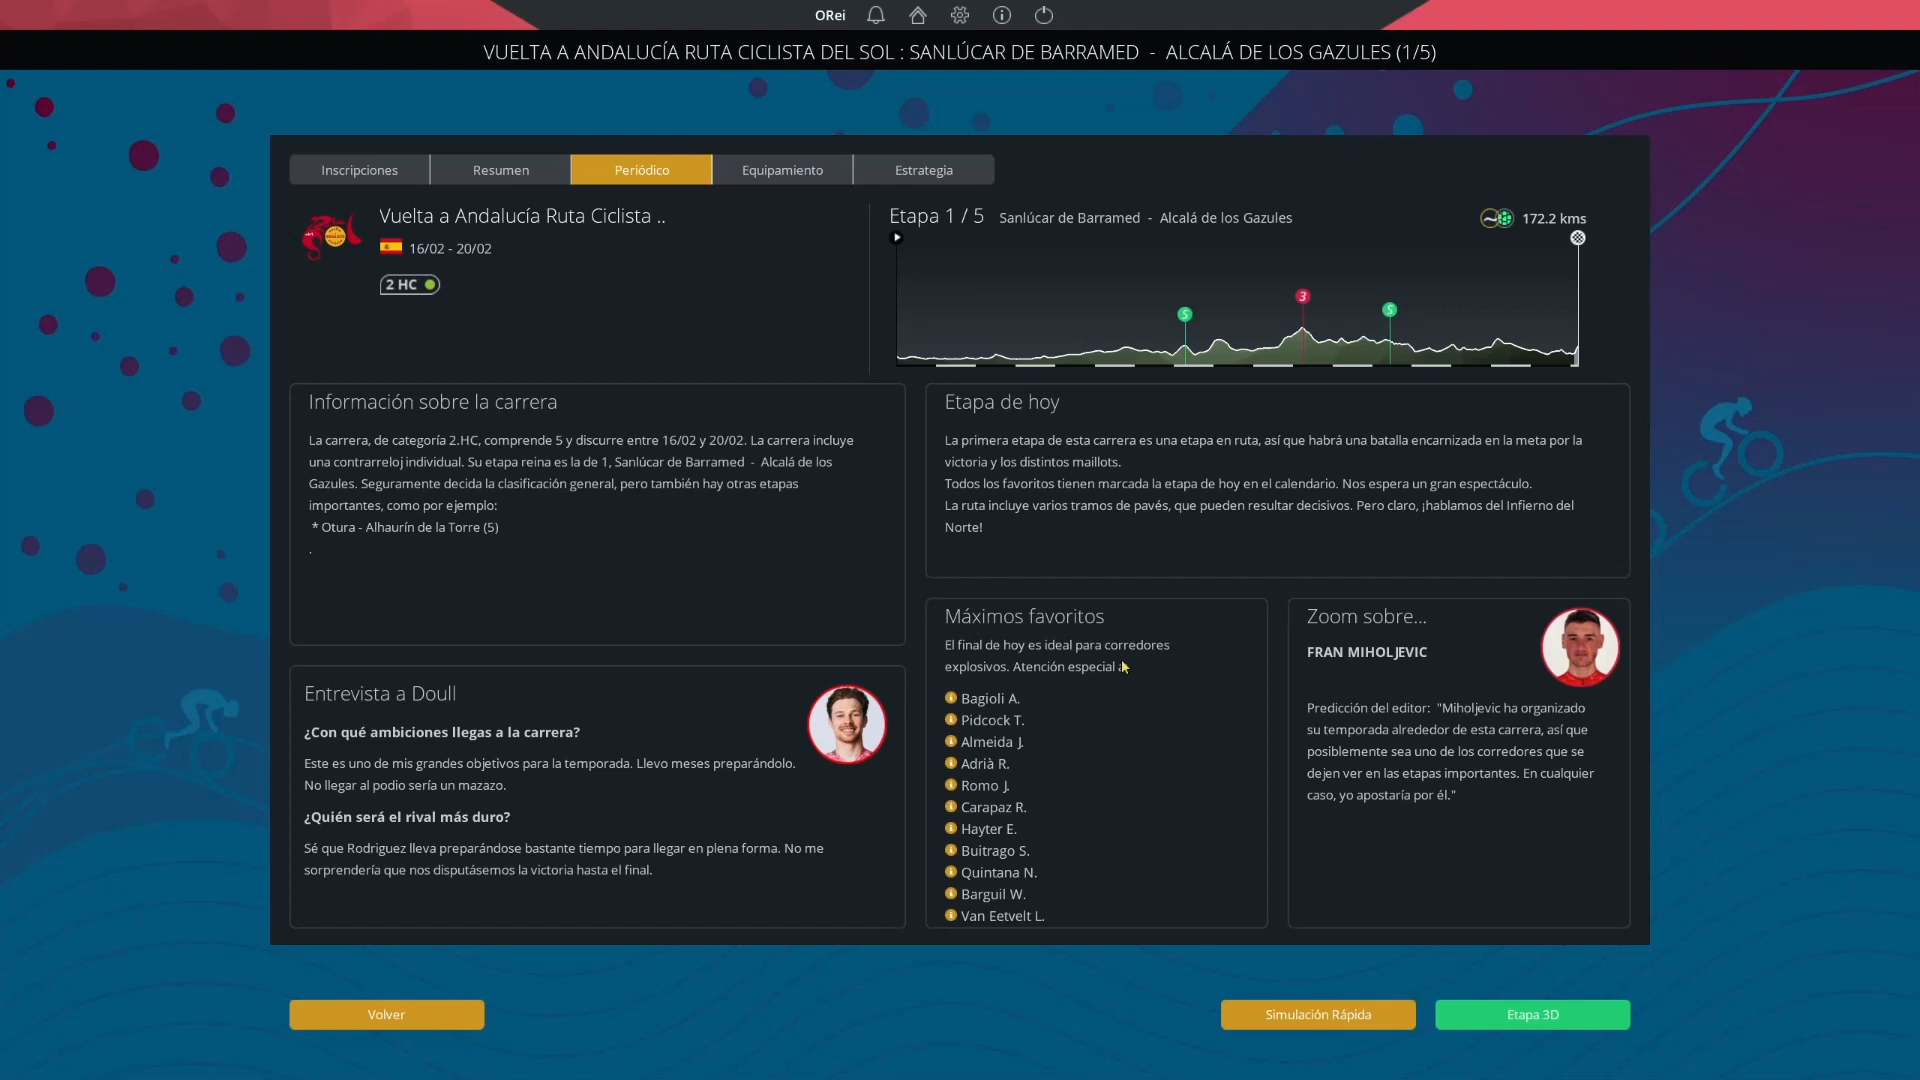 ORei
VUELTA A ANDALUCÍA RUTA CICLISTA DEL SOL : SANLÚCAR DE BARRAMED - ALCALÁ DE LOS GAZULES (1/5)
Inscripciones
Resumen
Periódico
Equipamiento
Estrategia
Vuelta a Andalucía Ruta Ciclista ..
16/02 - 20/02
2 HC
Etapa 1 / 5 Sanlúcar de Barramed - Alcalá de los Gazules
172.2 kms
S
3
S
Información sobre la carrera
La carrera, de categoría 2.HC, comprende 5 y discurre entre 16/02 y 20/02. La carrera incluye
una contrarreloj individual. Su etapa reina es la de 1, Sanlúcar de Barramed - Alcalá de los
Gazules. Seguramente decida la clasificación general, pero también hay otras etapas
importantes, como por ejemplo:
* Otura - Alhaurín de la Torre (5)
.
Etapa de hoy
La primera etapa de esta carrera es una etapa en ruta, así que habrá una batalla encarnizada en la meta por la
victoria y los distintos maillots.
Todos los favoritos tienen marcada la etapa de hoy en el calendario. Nos espera un gran espectáculo.
La ruta incluye varios tramos de pavés, que pueden resultar decisivos. Pero claro, ¡hablamos del Infierno del
Norte!
Entrevista a Doull
¿Con qué ambiciones llegas a la carrera?
Este es uno de mis grandes objetivos para la temporada. Llevo meses preparándolo.
No llegar al podio sería un mazazo.
¿Quién será el rival más duro?
Sé que Rodriguez lleva preparándose bastante tiempo para llegar en plena forma. No me
sorprendería que nos disputásemos la victoria hasta el final.
Máximos favoritos
El final de hoy es ideal para corredores
explosivos. Atención especial
Bagioli A.
Pidcock T.
Almeida J.
Adrià R.
Romo J.
Carapaz R.
Hayter E.
Buitrago S.
Quintana N.
Barguil W.
Van Eetvelt L.
Zoom sobre...
FRAN MIHOLJEVIC
Predicción del editor: "Miholjevic ha organizado
su temporada alrededor de esta carrera, así que
posiblemente sea uno de los corredores que se
dejen ver en las etapas importantes. En cualquier
caso, yo apostaría por él."
Volver
Simulación Rápida
Etapa 3D